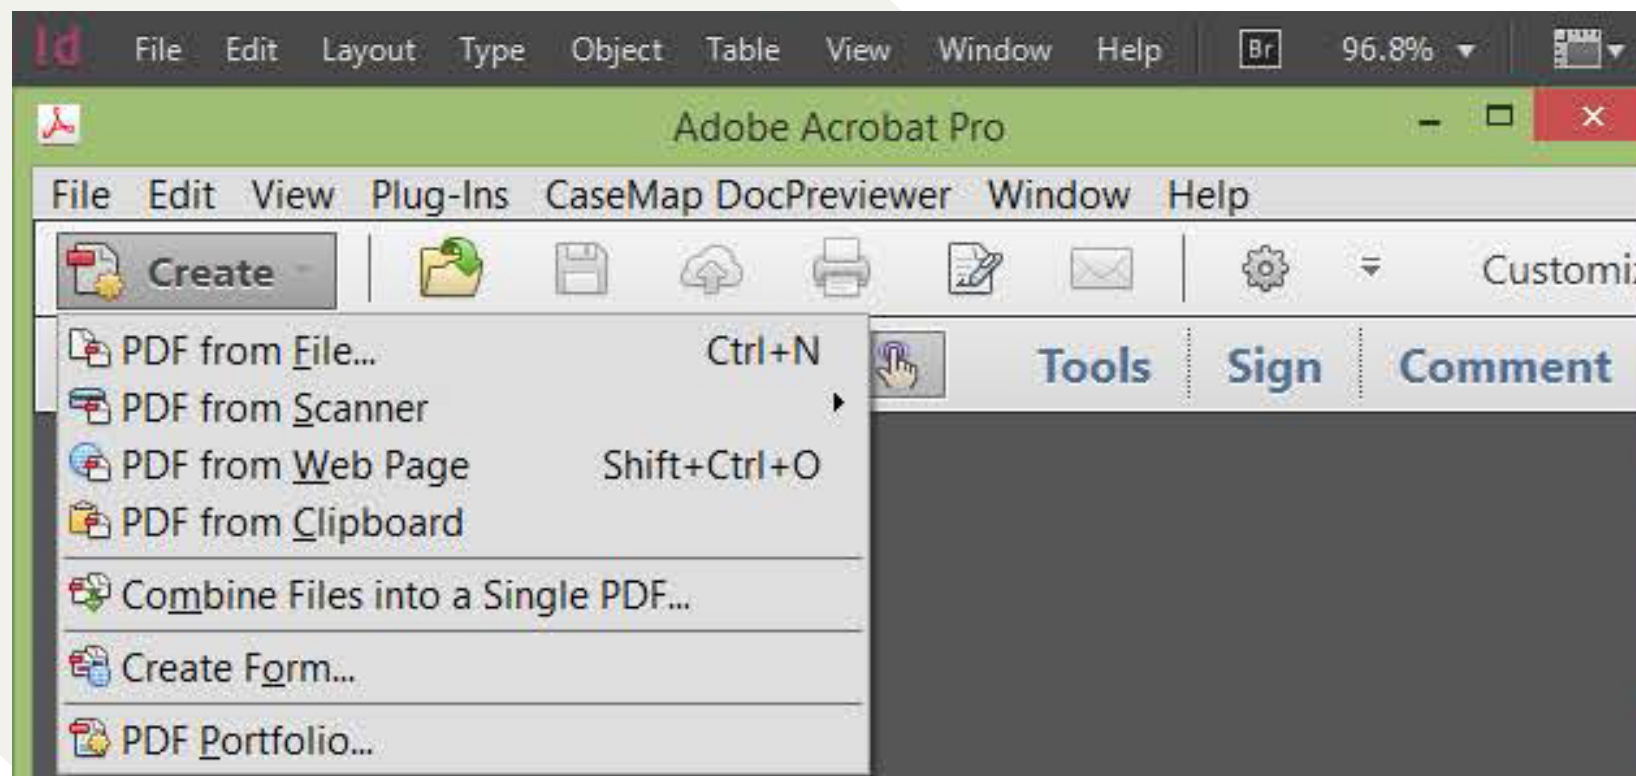 Id File Edit Layout Type Object Table View Window Help Br 96.8%
Adobe Acrobat Pro
File Edit View Plug-Ins CaseMap DocPreviewer Window Help
Create Customiz
PDF from File... Ctrl+N Tools Sign Comment
PDF from Scanner
PDF from Web Page Shift+Ctrl+O
PDF from Clipboard
Combine Files into a Single PDF...
Create Form...
PDF Portfolio...